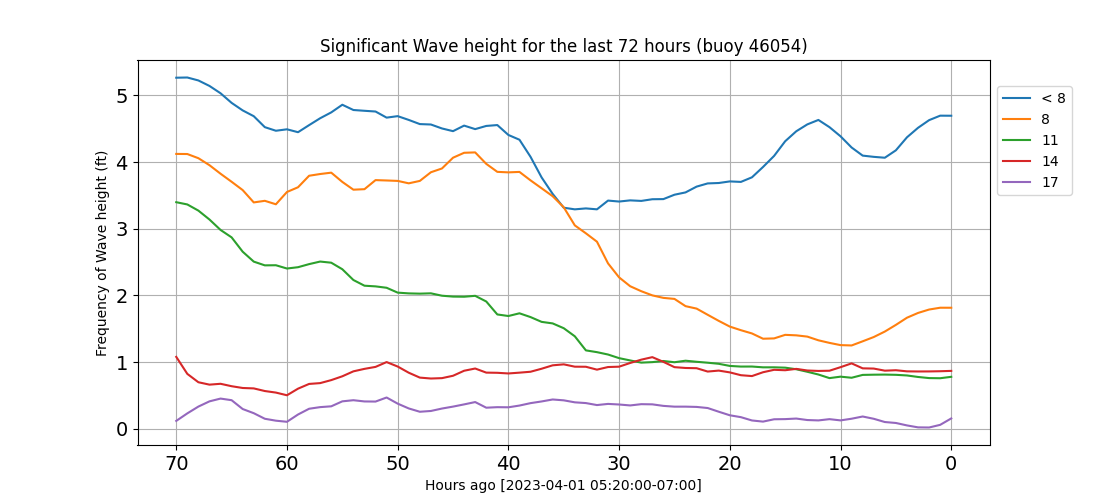 Significant Wave height for the last 72 hours (buoy 46054)
Frequency of Wave height (ft)
5
4
3
2
1
0
70 60 50 40 30 20 10 0
Hours ago [2023-04-01 05:20:00-07:00]
< 8
8
11
14
17